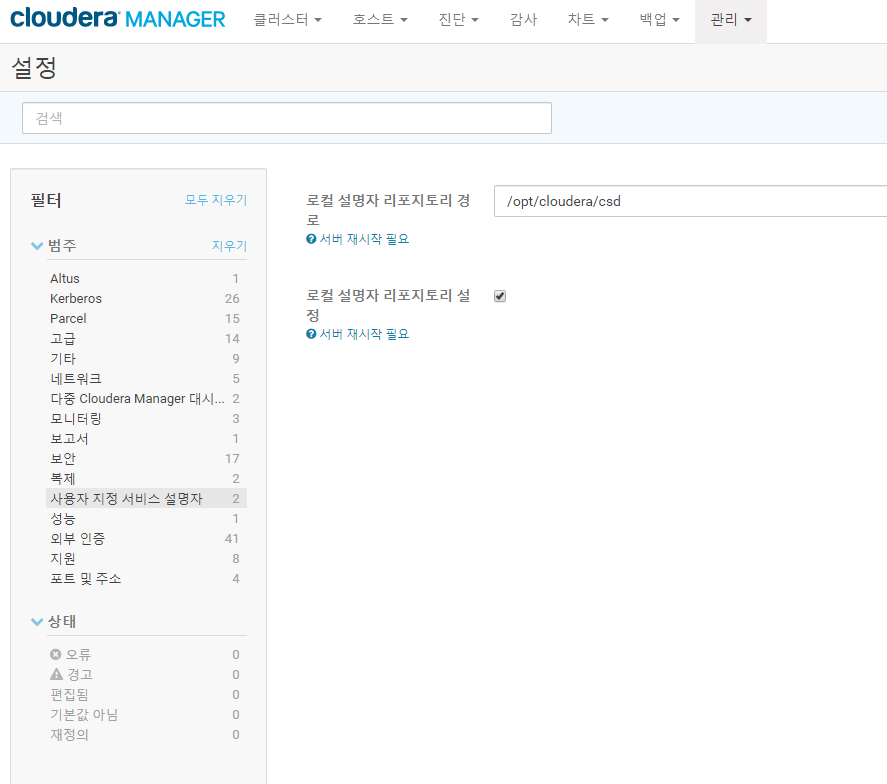 cloudera MANAGER 클러스터 호스트 진단 감사 차트 백업 관리
설정
검색
필터 모두 지우기
범주 지우기
Altus 1
Kerberos 26
Parcel 15
고급 14
기타 9
네트워크 5
다중 Cloudera Manager 대시... 2
모니터링 3
보고서 1
보안 17
복제 2
사용자 지정 서비스 설명자 2
성능 1
외부 인증 41
지원 8
포트 및 주소 4
상태
오류 0
경고 0
편집됨 0
기본값 아님 0
재정의 0
로컬 설명자 리포지토리 경
로
서버 재시작 필요
/opt/cloudera/csd
로컬 설명자 리포지토리 설
정
서버 재시작 필요